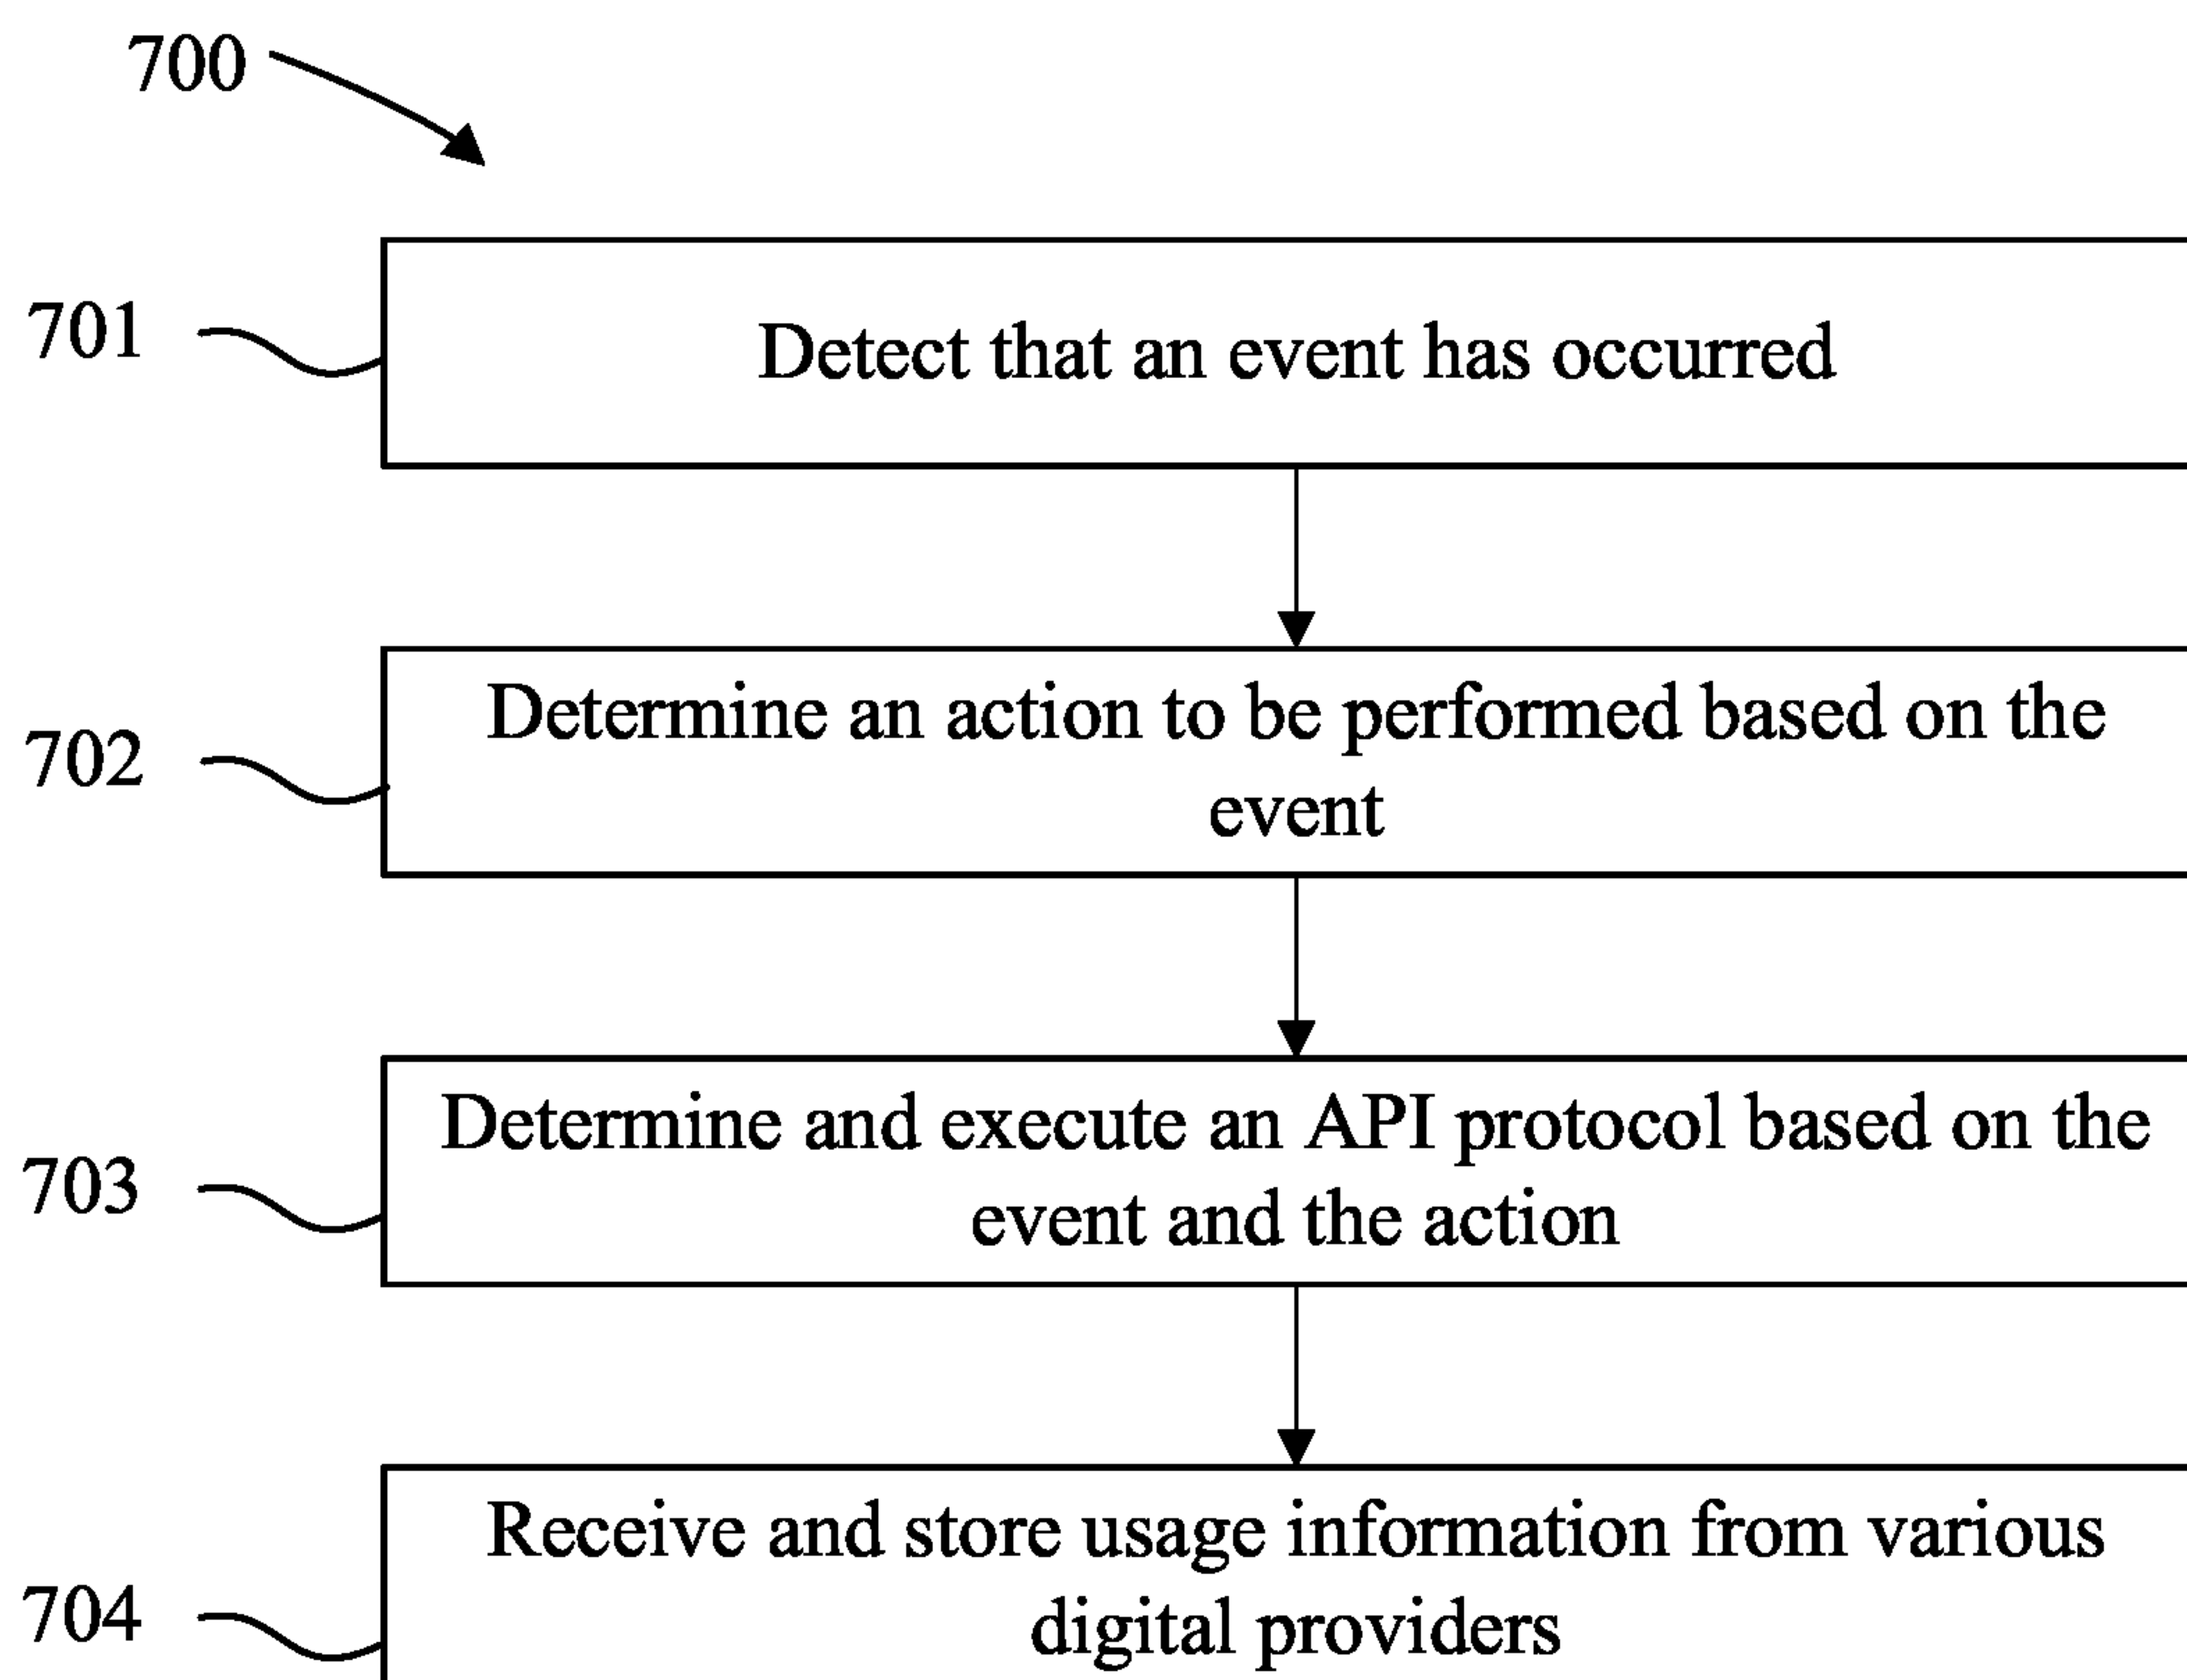 700
701
Detect that an event has occurred
702
Determine an action to be performed based on the
event
703
Determine and execute an API protocol based on the
event and the action
704
Receive and store usage information from various
digital providers